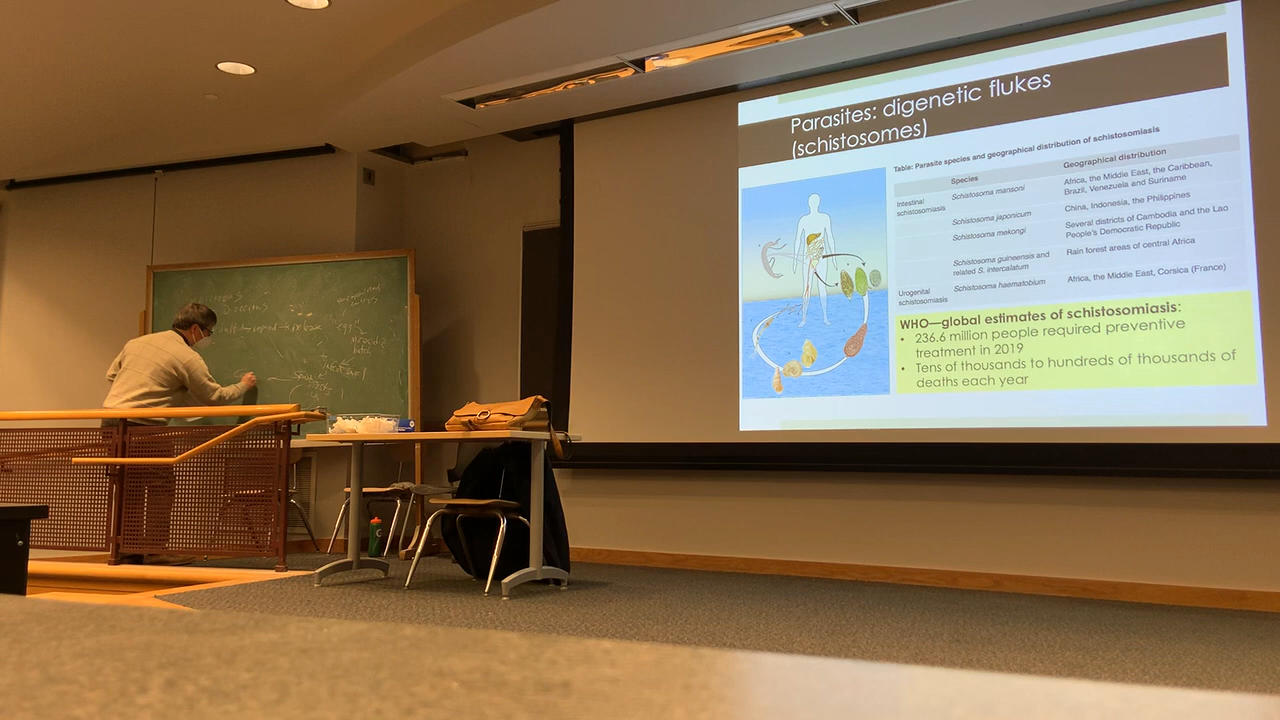 Parasites: digenetic flukes
(schistosomes)
Table: Parasite species and geographical distribution of schistosomiasis
Species Geographical distribution
Intestinal schistosomiasis Schistosoma mansoni Africa, the Middle East, the Caribbean,
Brazil, Venezuela and Suriname
Schistosoma japonicum China, Indonesia, the Philippines
Schistosoma mekongi Several districts of Cambodia and the Lao
People's Democratic Republic
Schistosoma guineensis and Rain forest areas of central Africa
related S. intercalatum
Urogenital schistosomiasis Schistosoma haematobium Africa, the Middle East, Corsica (France)
WHO—global estimates of schistosomiasis:
• 236.6 million people required preventive
treatment in 2019
• Tens of thousands to hundreds of thousands of
deaths each year
eggs
hatch